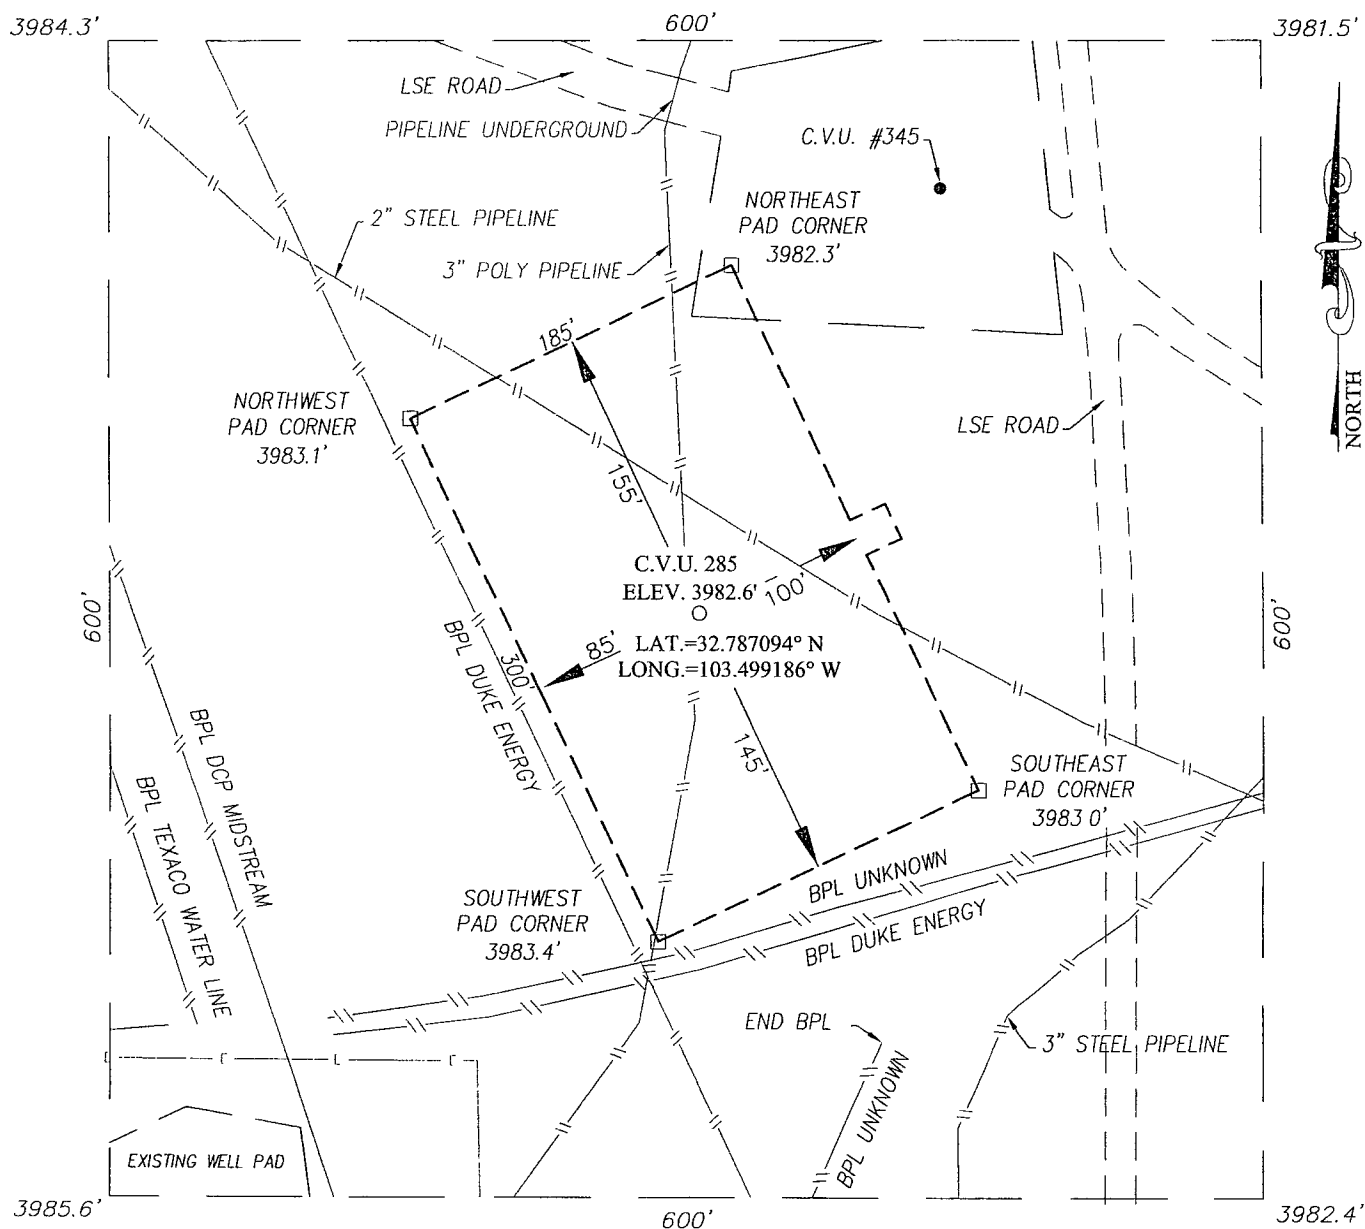 3984.3'
600'
3981.5'
LSE ROAD
PIPELINE UNDERGROUND
C.V.U. #345
2" STEEL PIPELINE
NORTHEAST
PAD CORNER
3982.3'
3" POLY PIPELINE
185'
NORTH
NORTHWEST
PAD CORNER
3983.1'
LSE ROAD
155'
C.V.U. 285
ELEV. 3982.6'
100'
LAT.=32.787094° N
LONG.=103.499186° W
600'
600'
85'
300'
BPL DUKE ENERGY
145'
BPL DCP MIDSTREAM
BPL TEXACO WATER LINE
SOUTHEAST
PAD CORNER
3983 0'
SOUTHWEST
PAD CORNER
3983.4'
BPL UNKNOWN
BPL DUKE ENERGY
END BPL
3" STEEL PIPELINE
BPL UNKNOWN
EXISTING WELL PAD
3985.6'
600'
3982.4'